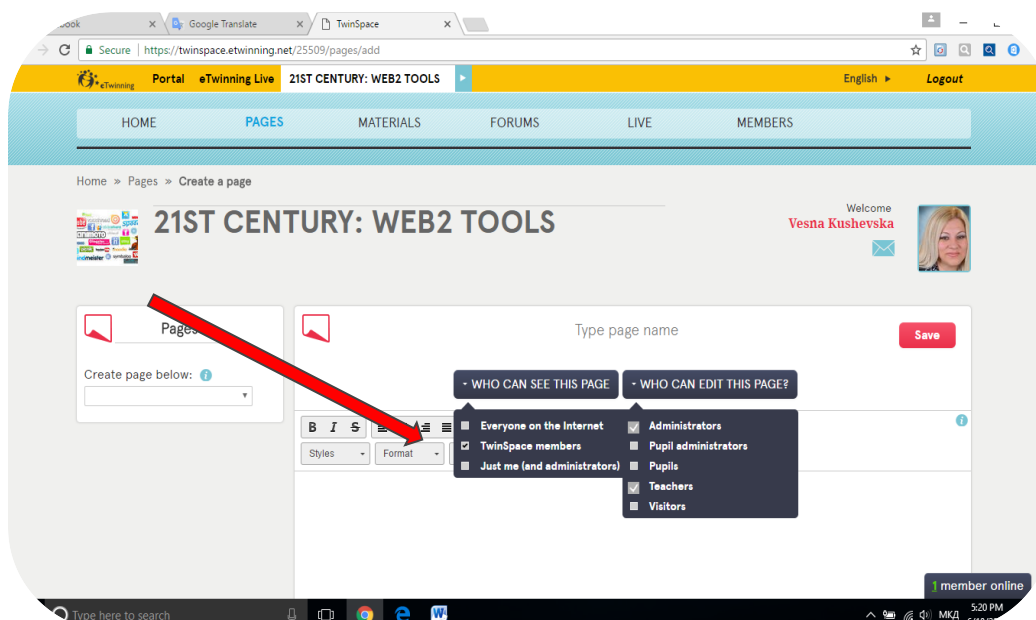 Google Translate
TwinSpace
Secure https://twinspace.etwinning.net/25509/pages/add
eTwinning Portal eTwinning Live 21ST CENTURY: WEB2 TOOLS English Logout
HOME PAGES MATERIALS FORUMS LIVE MEMBERS
Home » Pages » Create a page
21ST CENTURY: WEB2 TOOLS
Welcome
Vesna Kushevska
Pages
Type page name
Save
Create page below:
WHO CAN SEE THIS PAGE
WHO CAN EDIT THIS PAGE?
B I S
Styles Format
Everyone on the Internet
TwinSpace members
Just me (and administrators)
Administrators
Pupil administrators
Pupils
Teachers
Visitors
1 member online
Type here to search
МКД 5:20 PM